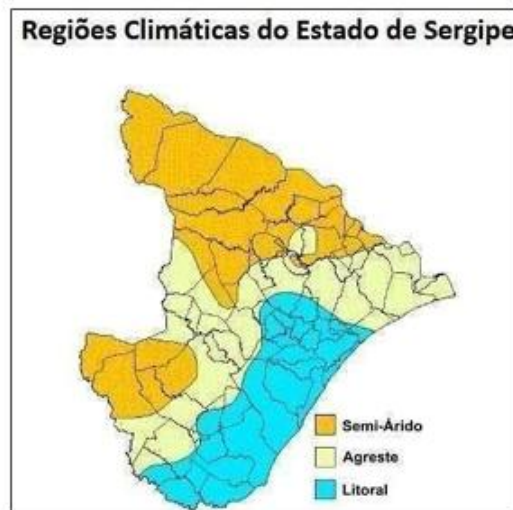 Regiões Climáticas do Estado de Sergipe
Semi-Árido
Agreste
Litoral